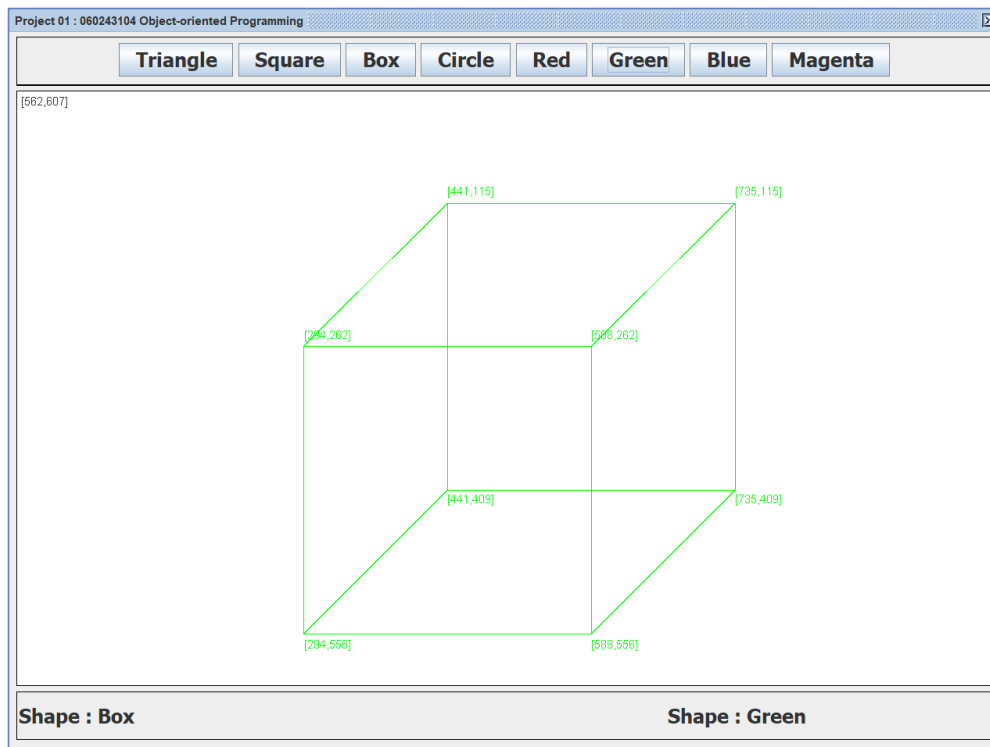 Project 01 : 060243104 Object-oriented Programming
Triangle Square Box Circle Red Green Blue Magenta
[562,607]
[441,115] [735,115]
[294,262] [588,262]
[441,409] [735,409]
[294,556] [588,556]
Shape : Box Shape : Green